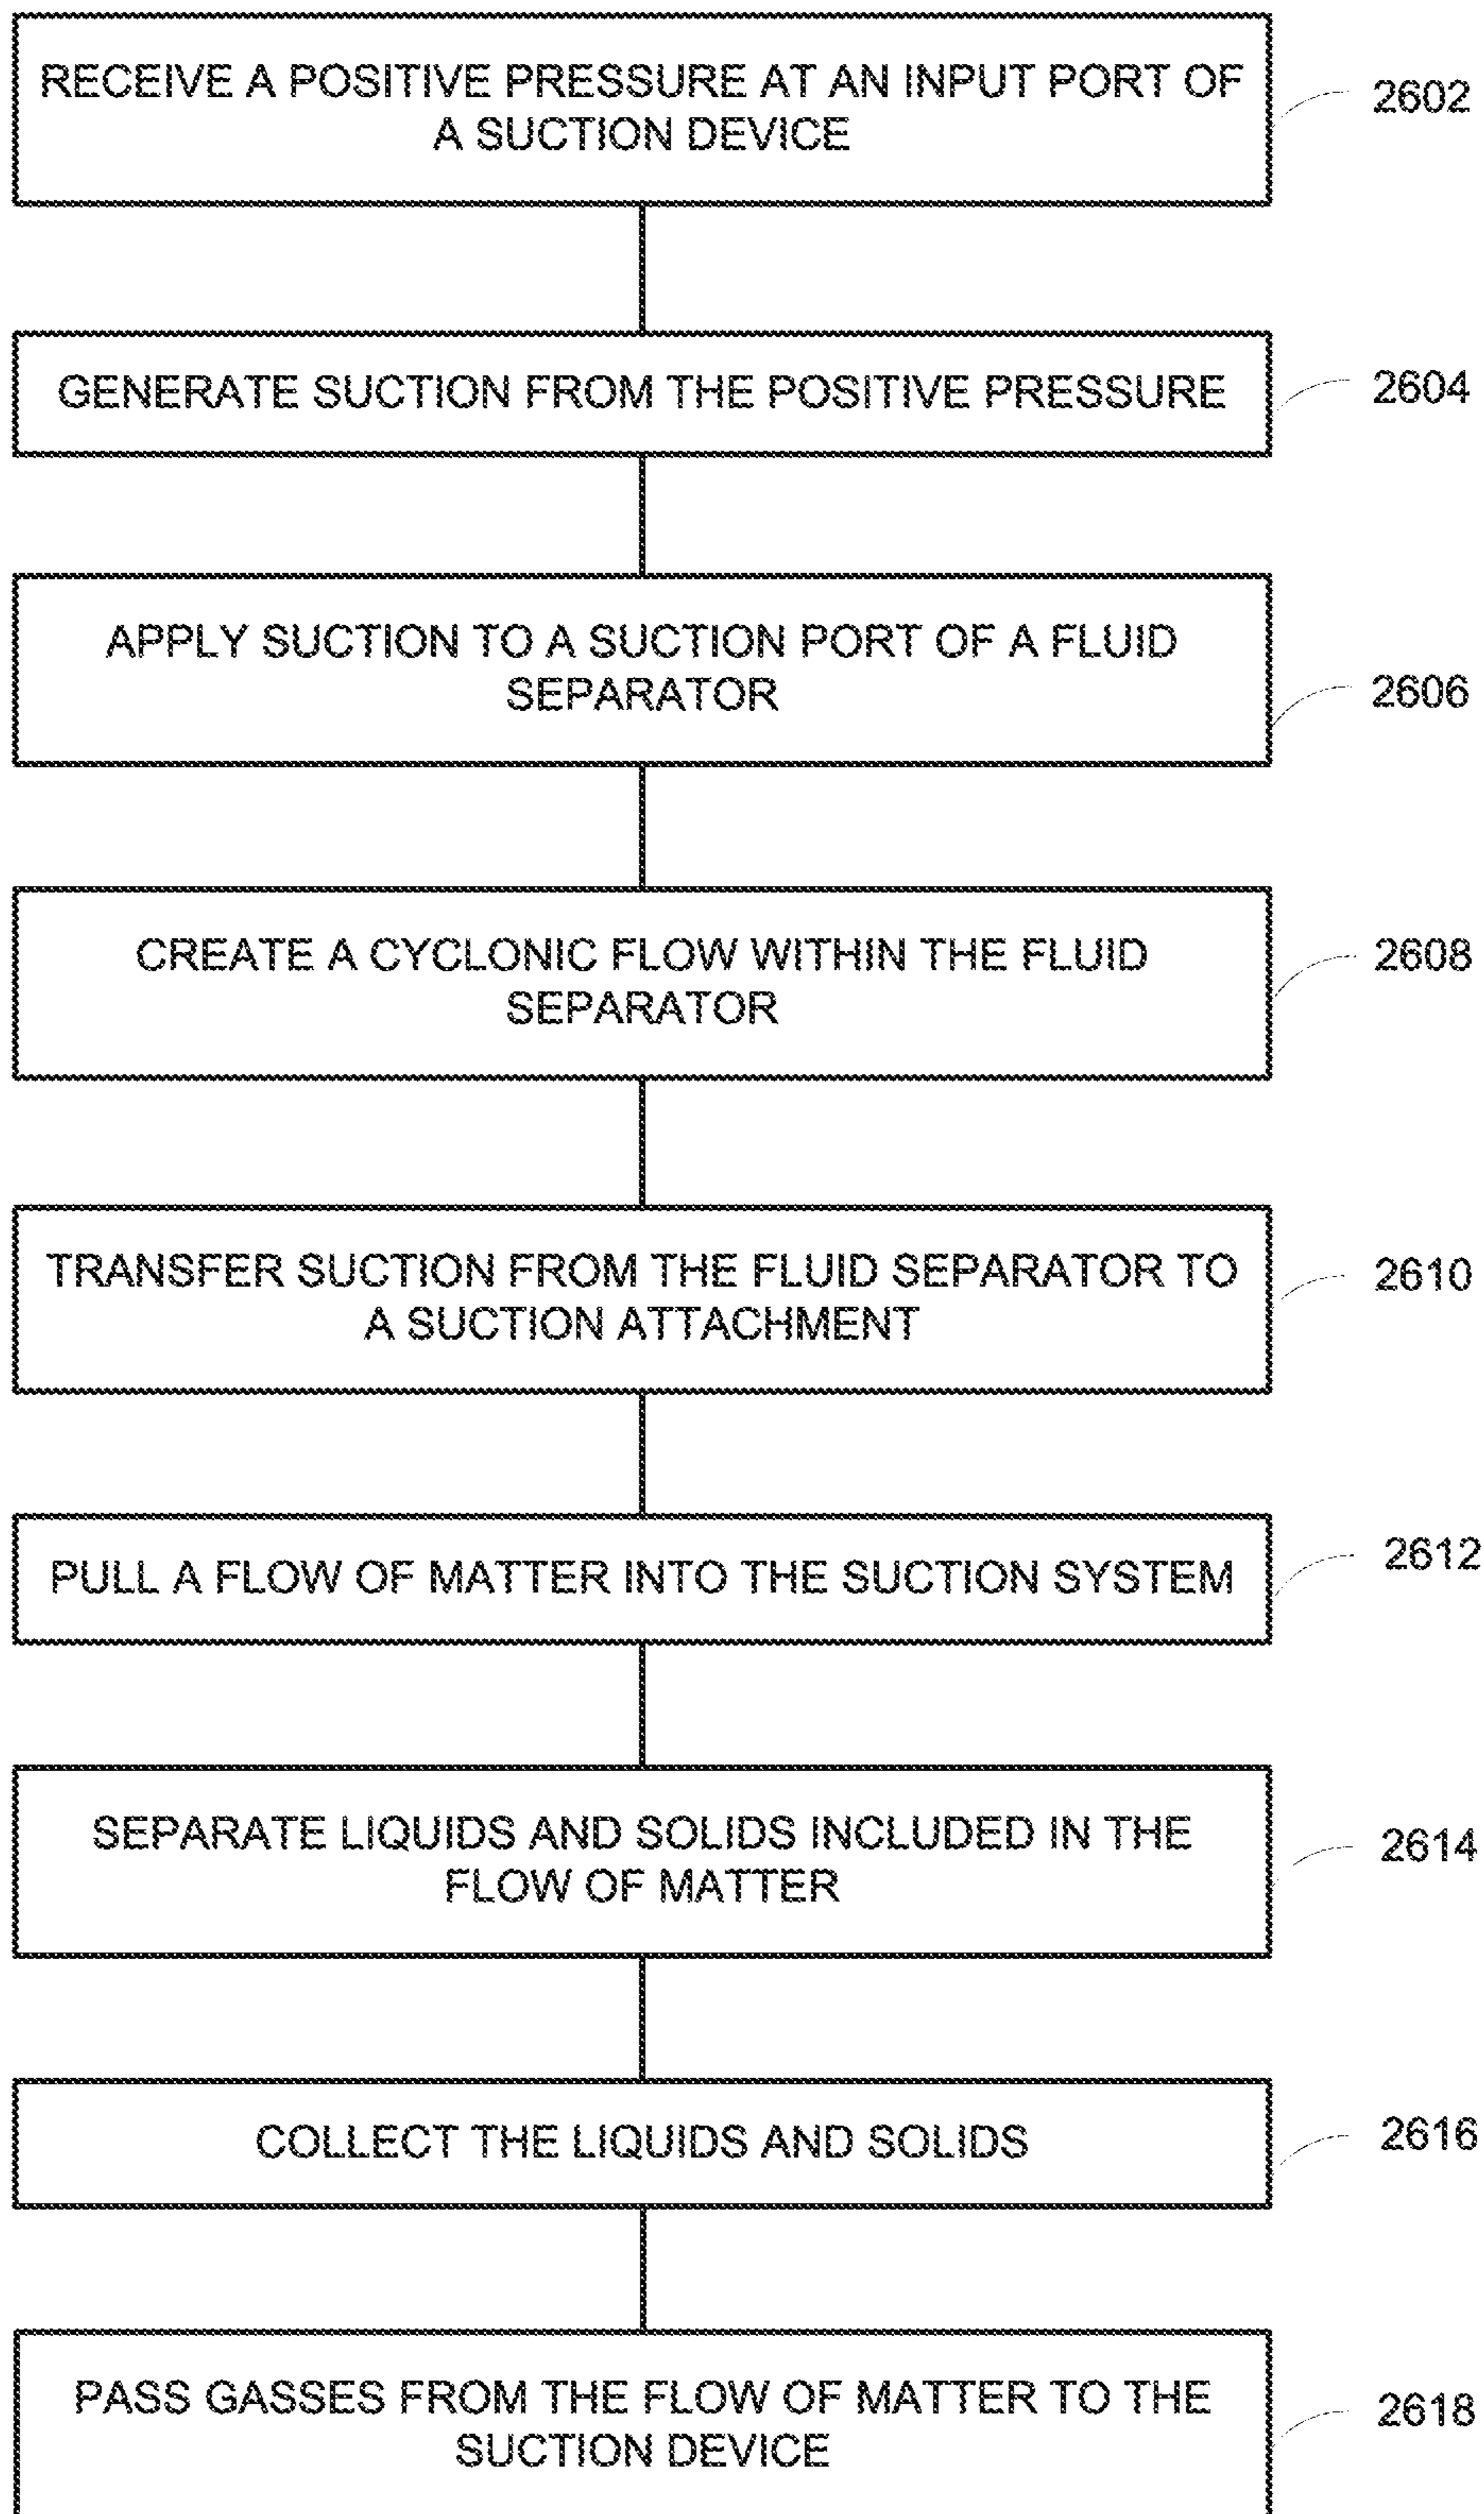 RECEIVE A POSITIVE PRESSURE AT AN INPUT PORT OF
A SUCTION DEVICE
2602
GENERATE SUCTION FROM THE POSITIVE PRESSURE
2604
APPLY SUCTION TO A SUCTION PORT OF A FLUID
SEPARATOR
2606
CREATE A CYCLONIC FLOW WITHIN THE FLUID
SEPARATOR
2608
TRANSFER SUCTION FROM THE FLUID SEPARATOR TO
A SUCTION ATTACHMENT
2610
PULL A FLOW OF MATTER INTO THE SUCTION SYSTEM
2612
SEPARATE LIQUIDS AND SOLIDS INCLUDED IN THE
FLOW OF MATTER
2614
COLLECT THE LIQUIDS AND SOLIDS
2616
PASS GASSES FROM THE FLOW OF MATTER TO THE
SUCTION DEVICE
2618